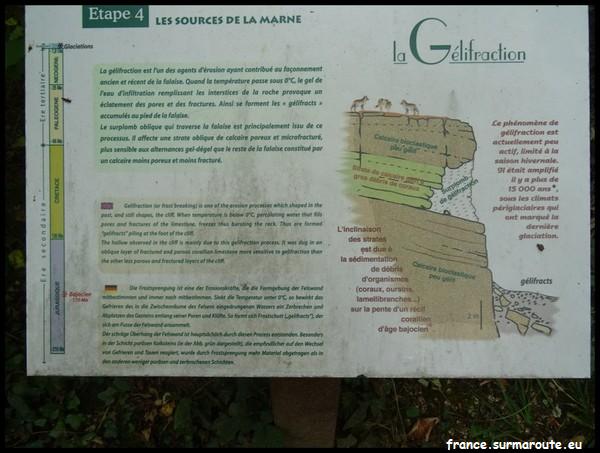 Etape 4
LES SOURCES DE LA MARNE
la Gélifraction
Glaciations
Ere tertiaire
NEOGENE
PALEOGENE
Ere secondaire
CRETACE
JURASSIQUE
Bajocien
La gélifraction est l'un des agents d'érosion ayant contribué au façonnement
ancien et récent de la falaise. Quand la température passe sous 0°C, le gel de
l'eau d'infiltration remplissant les interstices de la roche provoque un
éclatement des pores et des fractures. Ainsi se forment les « gélifracts »
accumulés au pied de la falaise.
Le surplomb oblique qui traverse la falaise est principalement issu de ce
processus. Il affecte une strate oblique de calcaire poreux et microfracturé,
plus sensible aux alternances gel-dégel que le reste de la falaise constitué par
un calcaire moins poreux et moins fracturé.
Gelifraction (or frost breaking) is one of the erosion processes which shaped in the
past, and still shapes, the cliff. When temperature is below 0°C, percolating water that fills
pores and fractures of the limestone, freezes thus bursting the rock. Thus are formed
"gelifracts" piling at the foot of the cliff.
The hollow observed in the cliff is mainly due to this gelifraction process. It was dug in an
oblique layer of fractured and porous corallian limestone more sensitive to gelifraction than
the other less porous and fractured layers of the cliff.
Die Frostsprengung ist eine der Erosionskräfte, die die Formgebung der Felswand
mitbestimmen und immer noch mitbestimmen. Sinkt die Temperatur unter 0°C, so bewirkt das
Gefrieren des in die Zwischenräume des Felsens eingedrungenen Wassers ein Zerbrechen und
Abplatzen des Gesteins entlang seiner Poren und Klüfte. So formt sich Frostschutt („gelifracts"), der
sich am Fusse der Felswand ansammelt.
Der schräge Überhang der Felswand ist hauptsächlich durch diesen Prozess entstanden. Besonders
in der Schicht porösen Kalksteins (in der Abb. grün dargestellt), die empfindlicher auf den Wechsel
von Gefrieren und Tauen reagiert, wurde durch Frostsprengung mehr Material abgetragen als in
den anderen weniger porösen und zerbrochenen Schichten.
Calcaire bioclastique
peu gélif
Strate de calcaire
gros débris de coraux
surplomb
de gélifraction
Calcaire bioclastique
peu gélif
2 m
gélifracts
L'inclinaison
des strates
est due à
la sédimentation
de débris
d'organismes
(coraux, oursins,
lamellibranches...)
sur la pente d'un récif
corallien
d'âge bajocien
Ce phénomène de
gélifraction est
actuellement peu
actif, limité à la
saison hivernale.
Il était amplifié
il y a plus de
15 000 ans*,
sous les climats
périglaciaires qui
ont marqué la
dernière
glaciation.
france.surmaroute.eu